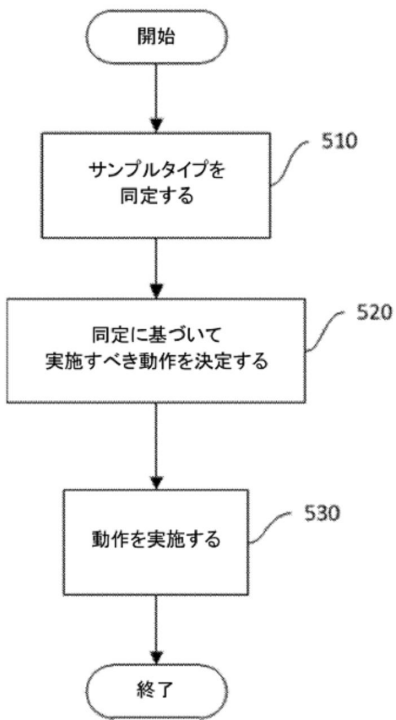 開始
510
サンプルタイプを
同定する
520
同定に基づいて
実施すべき動作を決定する
530
動作を実施する
終了